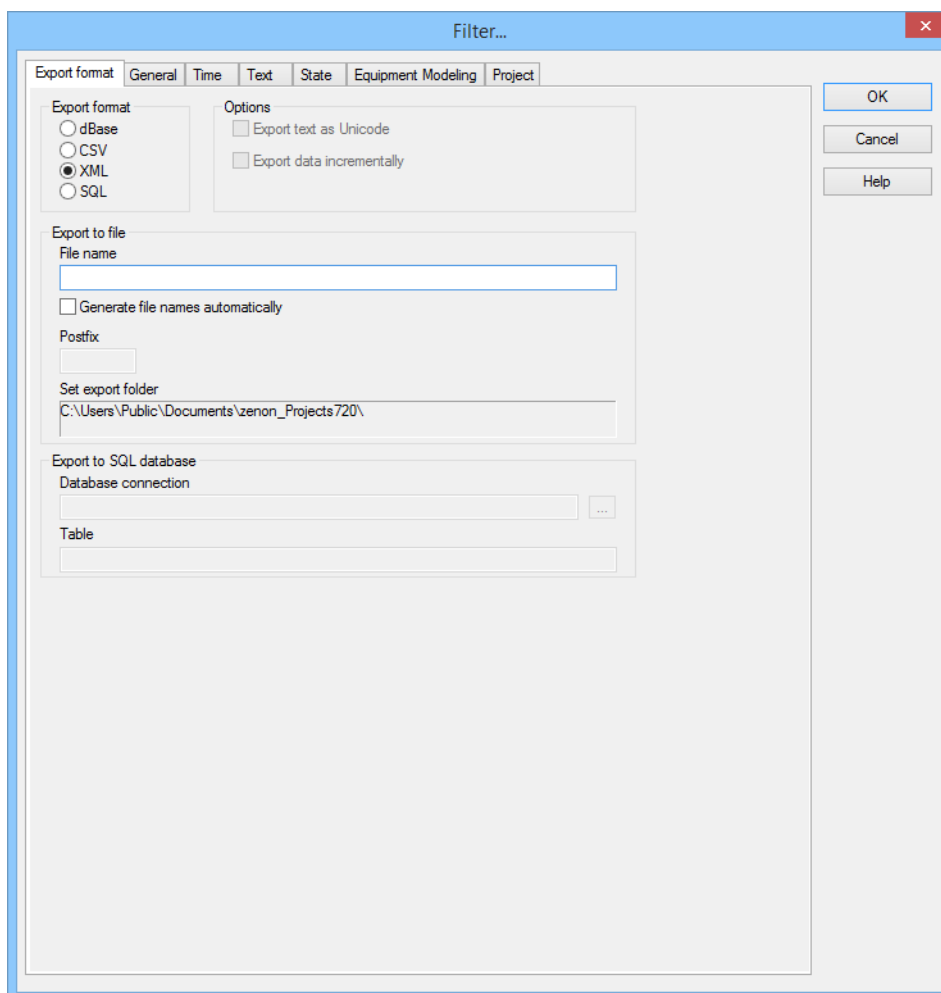 Filter...
Export format General Time Text State Equipment Modeling Project
Export format
dBase
CSV
XML
SQL
Options
Export text as Unicode
Export data incrementally
OK
Cancel
Help
Export to file
File name
Generate file names automatically
Postfix
Set export folder
C:\Users\Public\Documents\zenon_Projects720\
Export to SQL database
Database connection
...
Table